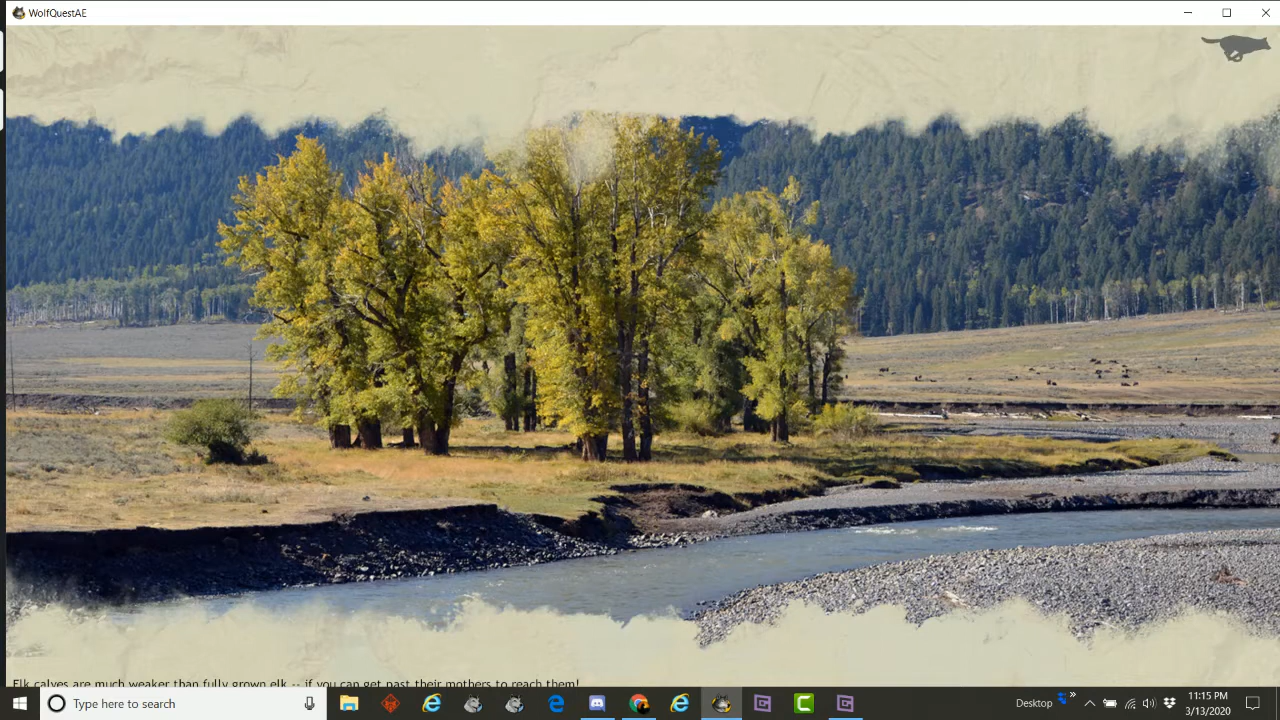 WolfQuestAE
Elk calves are much weaker than fully grown elk -- if you can get past their mothers to reach them!
Type here to search
Desktop
»
11:15 PM
3/13/2020